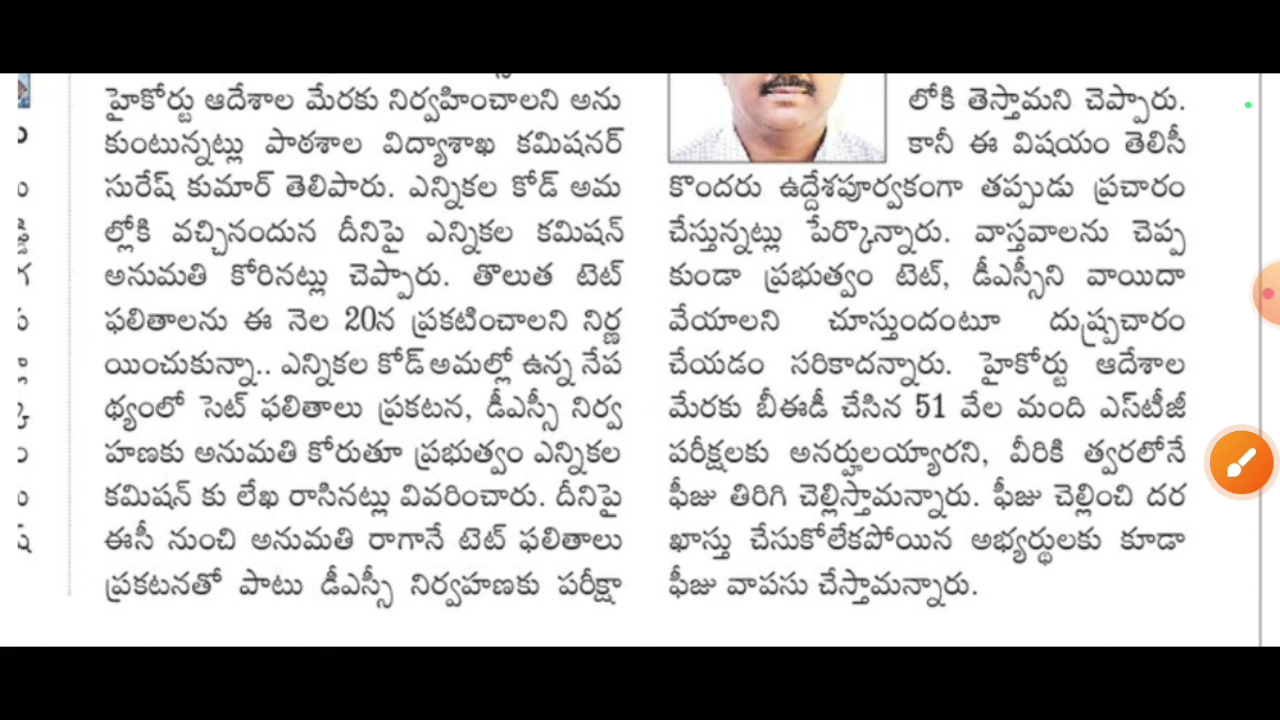 హైకోర్టు ఆదేశాల మేరకు నిర్వహించాలని అను
కుంటున్నట్లు పాఠశాల విద్యాశాఖ కమిషనర్
సురేష్ కుమార్ తెలిపారు. ఎన్నికల కోడ్ అమ
ల్లోకి వచ్చినందున దీనిపై ఎన్నికల కమిషన్
అనుమతి కోరినట్లు చెప్పారు. తొలుత టెట్
ఫలితాలను ఈ నెల 20న ప్రకటించాలని నిర్ణ
యించుకున్నా.. ఎన్నికల కోడ్ అమల్లో ఉన్న నేప
థ్యంలో సెట్ ఫలితాలు ప్రకటన, డీఎస్సీ నిర్వ
హణకు అనుమతి కోరుతూ ప్రభుత్వం ఎన్నికల
కమిషన్ కు లేఖ రాసినట్లు వివరించారు. దీనిపై
ఈసీ నుంచి అనుమతి రాగానే టెట్ ఫలితాలు
ప్రకటనతో పాటు డీఎస్సీ నిర్వహణకు పరీక్షా
లోకి తెస్తామని చెప్పారు.
కానీ ఈ విషయం తెలిసీ
కొందరు ఉద్దేశపూర్వకంగా తప్పుడు ప్రచారం
చేస్తున్నట్లు పేర్కొన్నారు. వాస్తవాలను చెప్ప
కుండా ప్రభుత్వం టెట్, డీఎస్సీని వాయిదా
వేయాలని చూస్తుందంటూ దుష్ప్రచారం
చేయడం సరికాదన్నారు. హైకోర్టు ఆదేశాల
మేరకు బీఈడీ చేసిన 51 వేల మంది ఎస్‌టీజీ
పరీక్షలకు అనర్హులయ్యారని, వీరికి త్వరలోనే
ఫీజు తిరిగి చెల్లిస్తామన్నారు. ఫీజు చెల్లించి దర
ఖాస్తు చేసుకోలేకపోయిన అభ్యర్థులకు కూడా
ఫీజు వాపసు చేస్తామన్నారు.